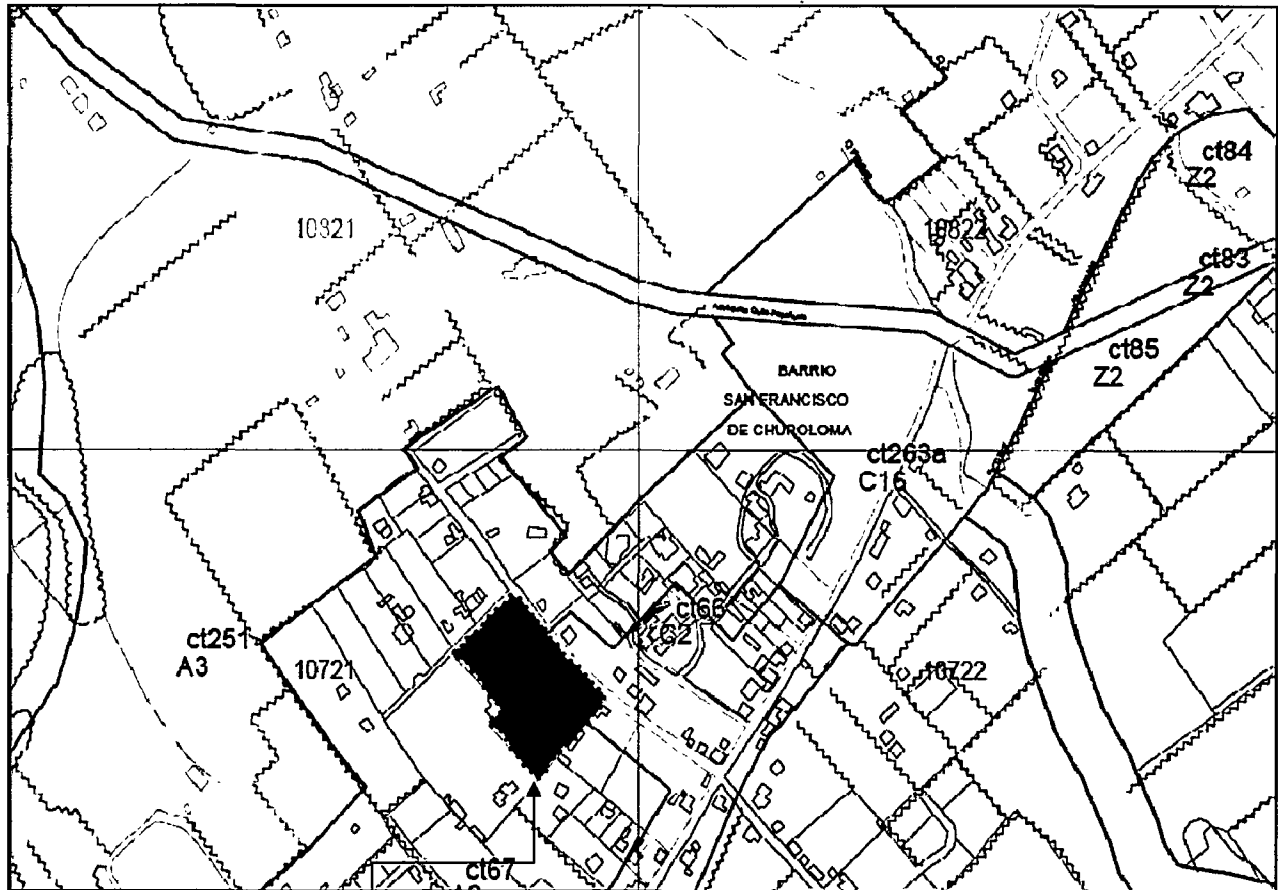 ct84
Z2
10821
10822
ct83
Z2
ct85
Z2
BARRIO
SAN FRANCISCO
DE CHUROLOMA
ct263a
C16
ct66
ct251
A3
10721
10722
ct67